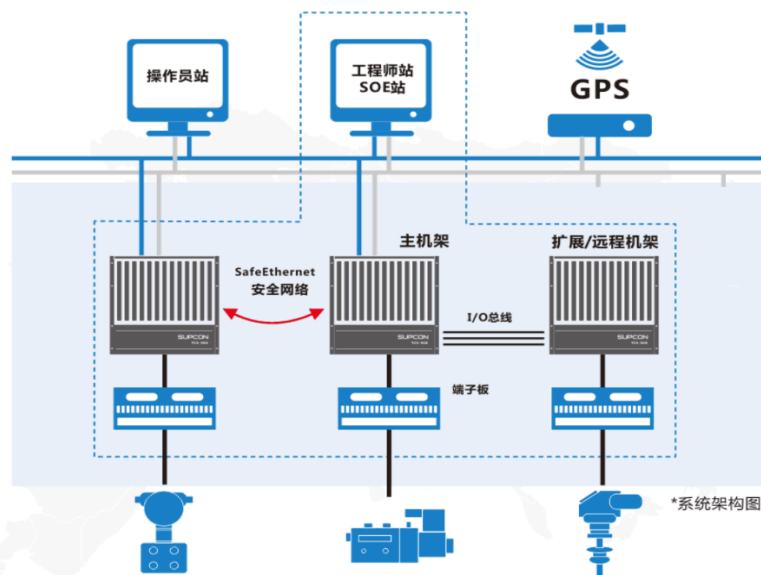 操作员站
工程师站
SOE站
GPS
主机架
扩展/远程机架
SafeEthernet
安全网络
I/O总线
SUPCON
SUPCON
SUPCON
端子板
*系统架构图